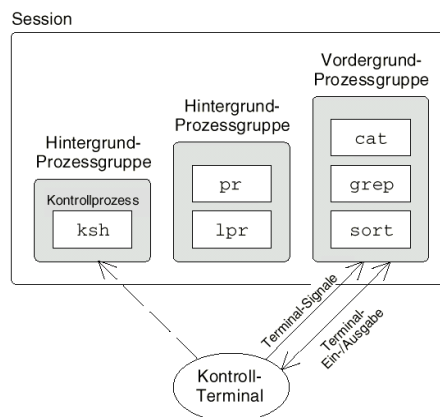 Session
Hintergrund-
Prozessgruppe
Kontrollprozess
ksh
Hintergrund-
Prozessgruppe
pr
lpr
Vordergrund-
Prozessgruppe
cat
grep
sort
Terminal-Signale
Terminal-
Ein-/Ausgabe
Kontroll-
Terminal